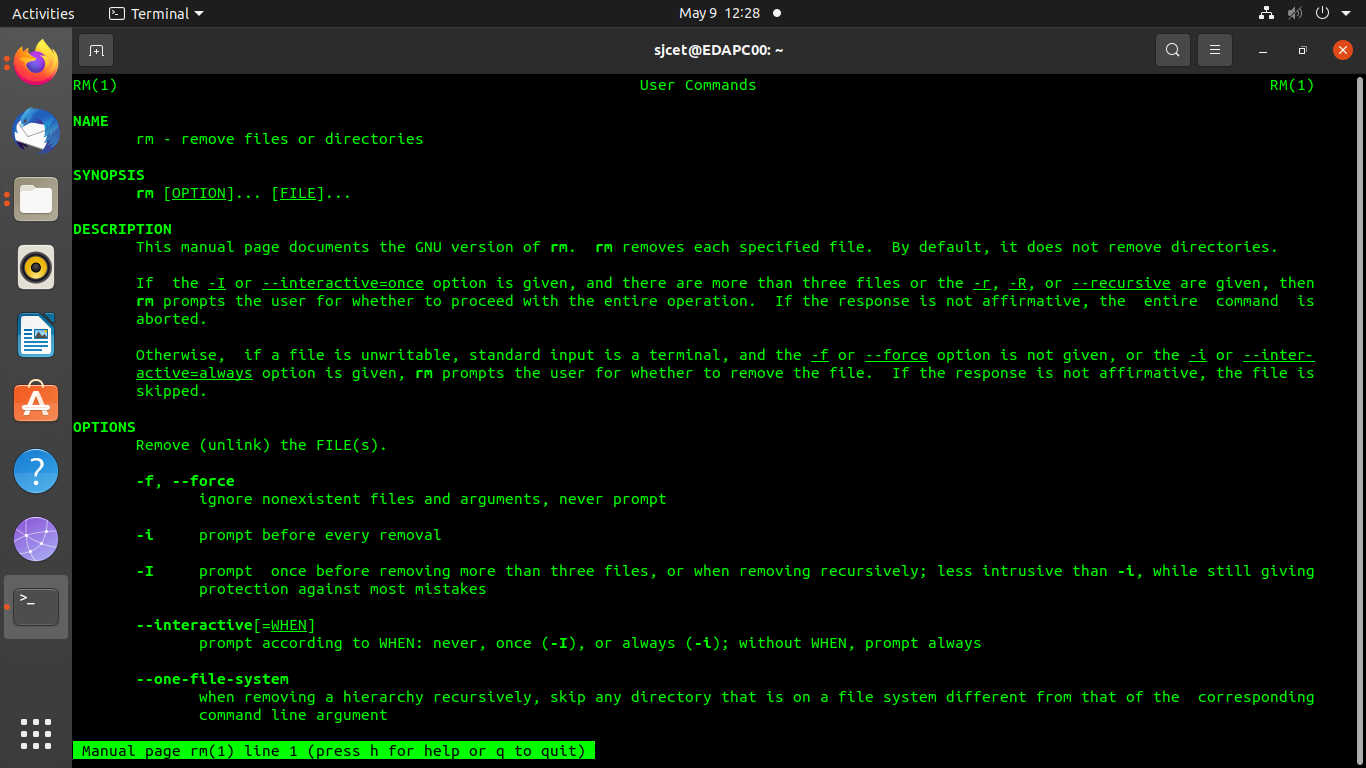 Activities Terminal May 9 12:28
sjcet@EDAPC00: ~
RM(1) User Commands RM(1)
NAME
rm - remove files or directories
SYNOPSIS
rm [OPTION]... [FILE]...
DESCRIPTION
This manual page documents the GNU version of rm.  rm removes each specified file.  By default, it does not remove directories.
If  the -I or --interactive=once option is given, and there are more than three files or the -r, -R, or --recursive are given, then
rm prompts the user for whether to proceed with the entire operation.  If the response is not affirmative, the  entire  command  is
aborted.
Otherwise,  if a file is unwritable, standard input is a terminal, and the -f or --force option is not given, or the -i or --inter-
active=always option is given, rm prompts the user for whether to remove the file.  If the response is not affirmative, the file is
skipped.
OPTIONS
Remove (unlink) the FILE(s).
-f, --force
ignore nonexistent files and arguments, never prompt
-i prompt before every removal
-I prompt  once before removing more than three files, or when removing recursively; less intrusive than -i, while still giving
protection against most mistakes
--interactive[=WHEN]
prompt according to WHEN: never, once (-I), or always (-i); without WHEN, prompt always
--one-file-system
when removing a hierarchy recursively, skip any directory that is on a file system different from that of the  corresponding
command line argument
Manual page rm(1) line 1 (press h for help or q to quit)